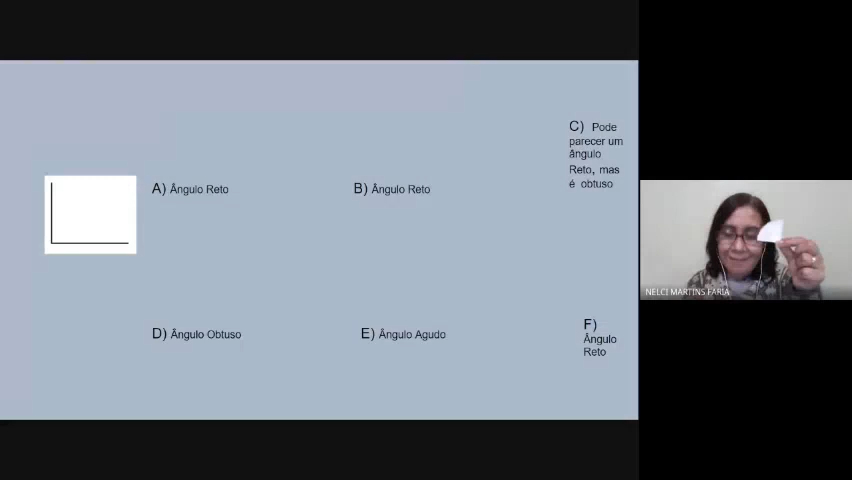 A) Ângulo Reto
B) Ângulo Reto
C) Pode
parecer um
ângulo
Reto, mas
é obtuso
D) Ângulo Obtuso
E) Ângulo Agudo
F)
Ângulo
Reto
NELCI MARTINS FARIA